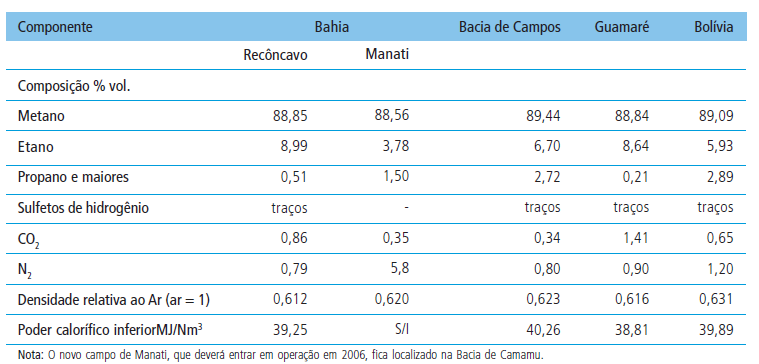 Componente Bahia Bacia de Campos Guamaré Bolívia
Recôncavo Manati
Composição % vol.
Metano 88,85 88,56 89,44 88,84 89,09
Etano 8,99 3,78 6,70 8,64 5,93
Propano e maiores 0,51 1,50 2,72 0,21 2,89
Sulfetos de hidrogênio traços - traços traços traços
CO₂ 0,86 0,35 0,34 1,41 0,65
N₂ 0,79 5,8 0,80 0,90 1,20
Densidade relativa ao Ar (ar = 1) 0,612 0,620 0,623 0,616 0,631
Poder calorífico inferiorMJ/Nm³ 39,25 S/I 40,26 38,81 39,89
Nota: O novo campo de Manati, que deverá entrar em operação em 2006, fica localizado na Bacia de Camamu.